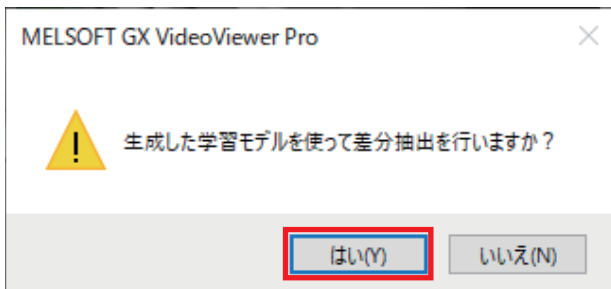 MELSOFT GX VideoViewer Pro
生成した学習モデルを使って差分抽出を行いますか？
はい(Y)
いいえ(N)